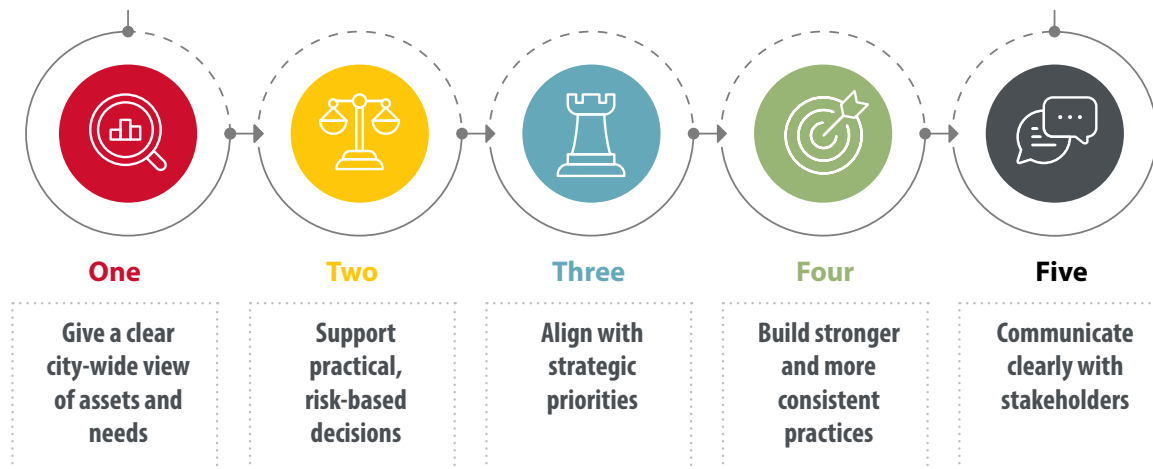 One
Give a clear
city-wide view
of assets and
needs
Two
Support
practical,
risk-based
decisions
Three
Align with
strategic
priorities
Four
Build stronger
and more
consistent
practices
Five
Communicate
clearly with
stakeholders